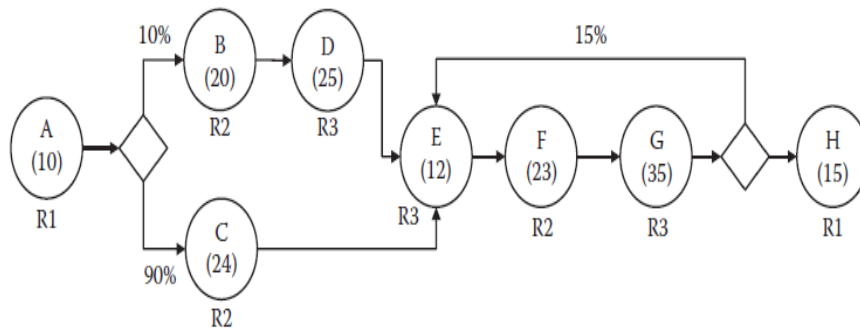 A
(10)
R1
10%
B
(20)
R2
D
(25)
R3
90%
C
(24)
R2
15%
E
(12)
R3
F
(23)
R2
G
(35)
R3
H
(15)
R1